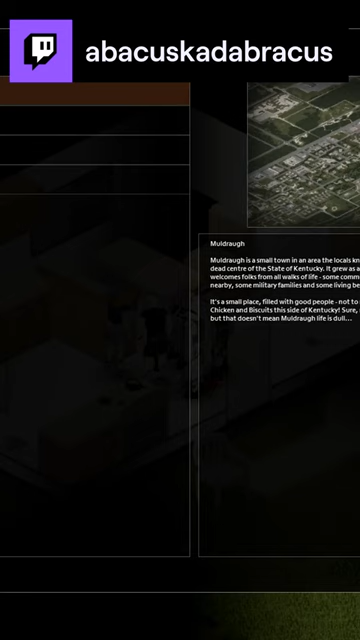 abacuskadabracus
Muldraugh
Muldraugh is a small town in an area the locals kn
dead centre of the State of Kentucky. It grew as a
welcomes folks from all walks of life - some comm
nearby, some military families and some living be
It's a small place, filled with good people - not to
Chicken and Biscuits this side of Kentucky! Sure,
but that doesn't mean Muldraugh life is dull...